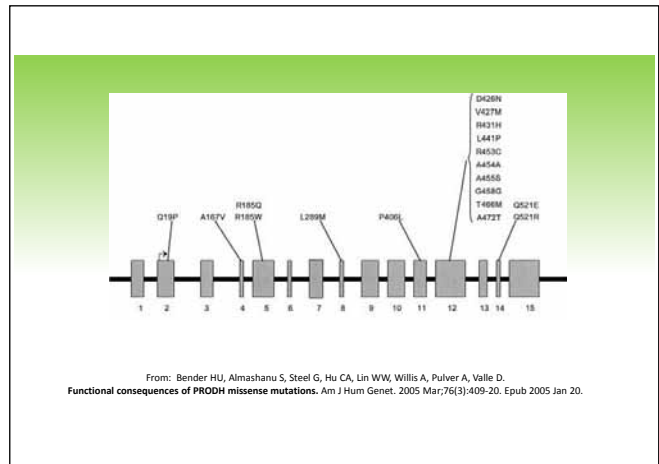 D426N
V427M
R431H
L441P
R453C
A454A
A455S
G458G
T466M
A472T
R185Q
Q521E
Q19P A167V R185W L289M P406L Q521R
1 2 3 4 5 6 7 8 9 10 11 12 13 14 15
From: Bender HU, Almashanu S, Steel G, Hu CA, Lin WW, Willis A, Pulver A, Valle D.
Functional consequences of PRODH missense mutations. Am J Hum Genet. 2005 Mar;76(3):409-20. Epub 2005 Jan 20.